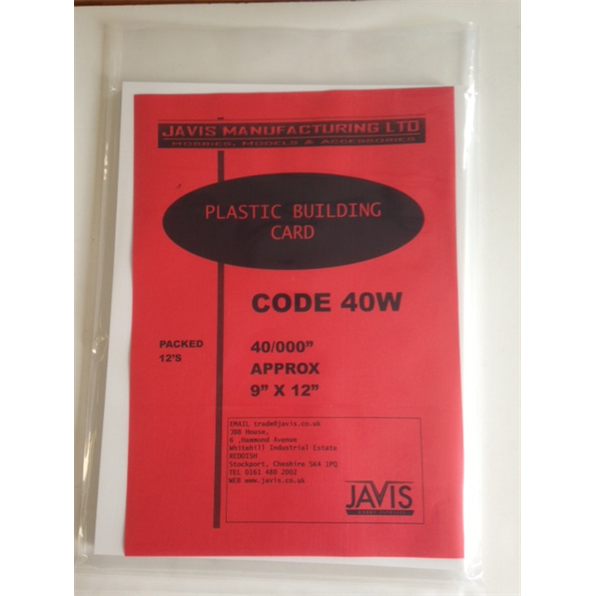 JAVIS MANUFACTURING LTD
HOBBIES, MODELS & ACCESSORIES
PLASTIC BUILDING
CARD
CODE 40W
PACKED
12'S
40/000”
APPROX
9” X 12”
EMAIL trade@javis.co.uk
JBB House,
6 ,Hammond Avenue
Whitehill Industrial Estate
REDDISH
Stockport, Cheshire SK4 1PQ
TEL 0161 480 2002
WEB www.javis.co.uk
JAVIS